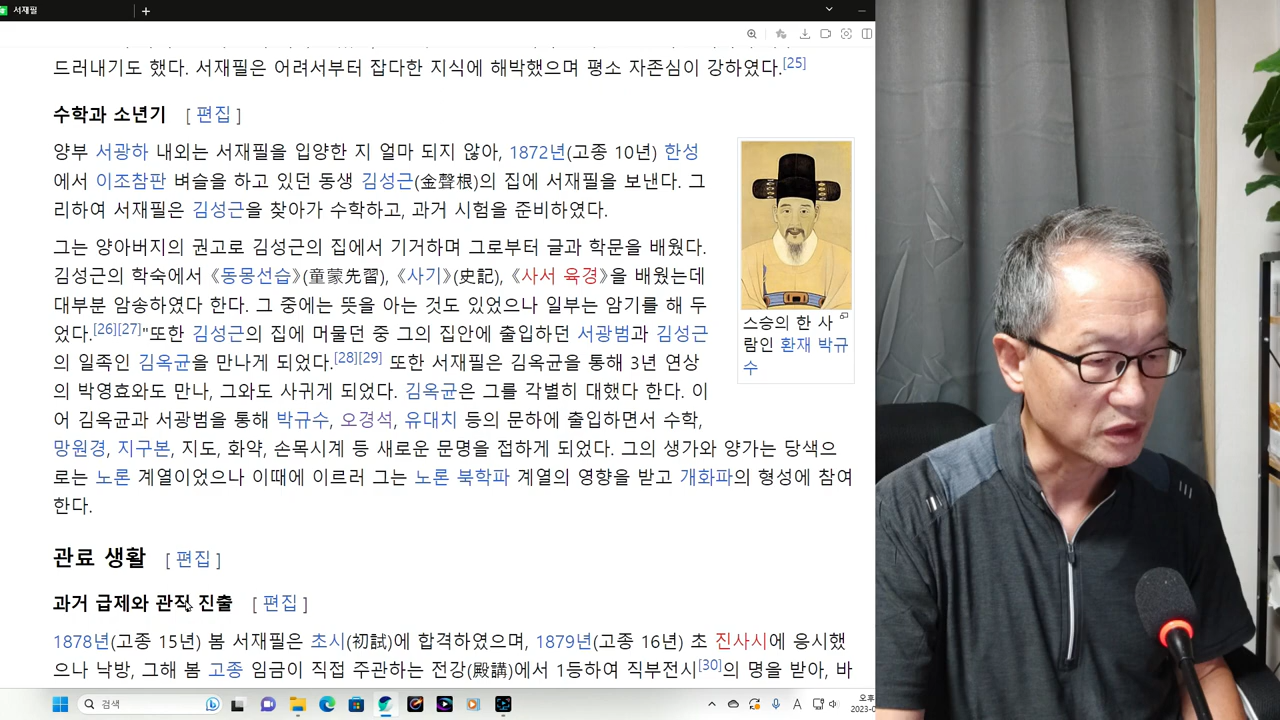 서재필
드러내기도 했다. 서재필은 어려서부터 잡다한 지식에 해박했으며 평소 자존심이 강하였다.[25]
수학과 소년기 [ 편집 ]
양부 서광하 내외는 서재필을 입양한 지 얼마 되지 않아, 1872년(고종 10년) 한성
에서 이조참판 벼슬을 하고 있던 동생 김성근(金聲根)의 집에 서재필을 보낸다. 그
리하여 서재필은 김성근을 찾아가 수학하고, 과거 시험을 준비하였다.
그는 양아버지의 권고로 김성근의 집에서 기거하며 그로부터 글과 학문을 배웠다.
김성근의 학숙에서 《동몽선습》(童蒙先習), 《사기》(史記), 《사서 육경》을 배웠는데
대부분 암송하였다 한다. 그 중에는 뜻을 아는 것도 있었으나 일부는 암기를 해 두
었다.[26][27]"또한 김성근의 집에 머물던 중 그의 집안에 출입하던 서광범과 김성근
의 일족인 김옥균을 만나게 되었다.[28][29] 또한 서재필은 김옥균을 통해 3년 연상
의 박영효와도 만나, 그와도 사귀게 되었다. 김옥균은 그를 각별히 대했다 한다. 이
어 김옥균과 서광범을 통해 박규수, 오경석, 유대치 등의 문하에 출입하면서 수학,
망원경, 지구본, 지도, 화약, 손목시계 등 새로운 문명을 접하게 되었다. 그의 생가와 양가는 당색으
로는 노론 계열이었으나 이때에 이르러 그는 노론 북학파 계열의 영향을 받고 개화파의 형성에 참여
한다.
스승의 한 사
람인 환재 박규
수
관료 생활 [ 편집 ]
과거 급제와 관직 진출 [ 편집 ]
1878년(고종 15년) 봄 서재필은 초시(初試)에 합격하였으며, 1879년(고종 16년) 초 진사시에 응시했
으나 낙방, 그해 봄 고종 임금이 직접 주관하는 전강(殿講)에서 1등하여 직부전시[30]의 명을 받아, 바
검색
A
오후